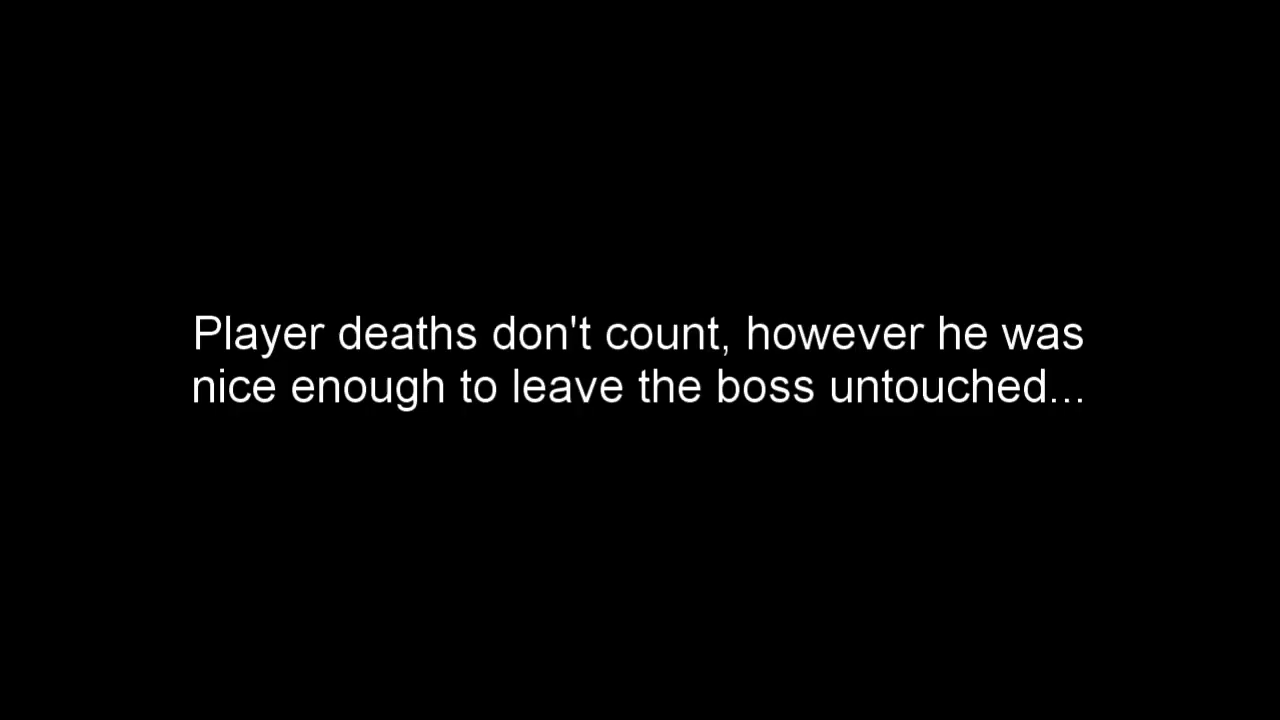 Player deaths don't count, however he was
nice enough to leave the boss untouched...